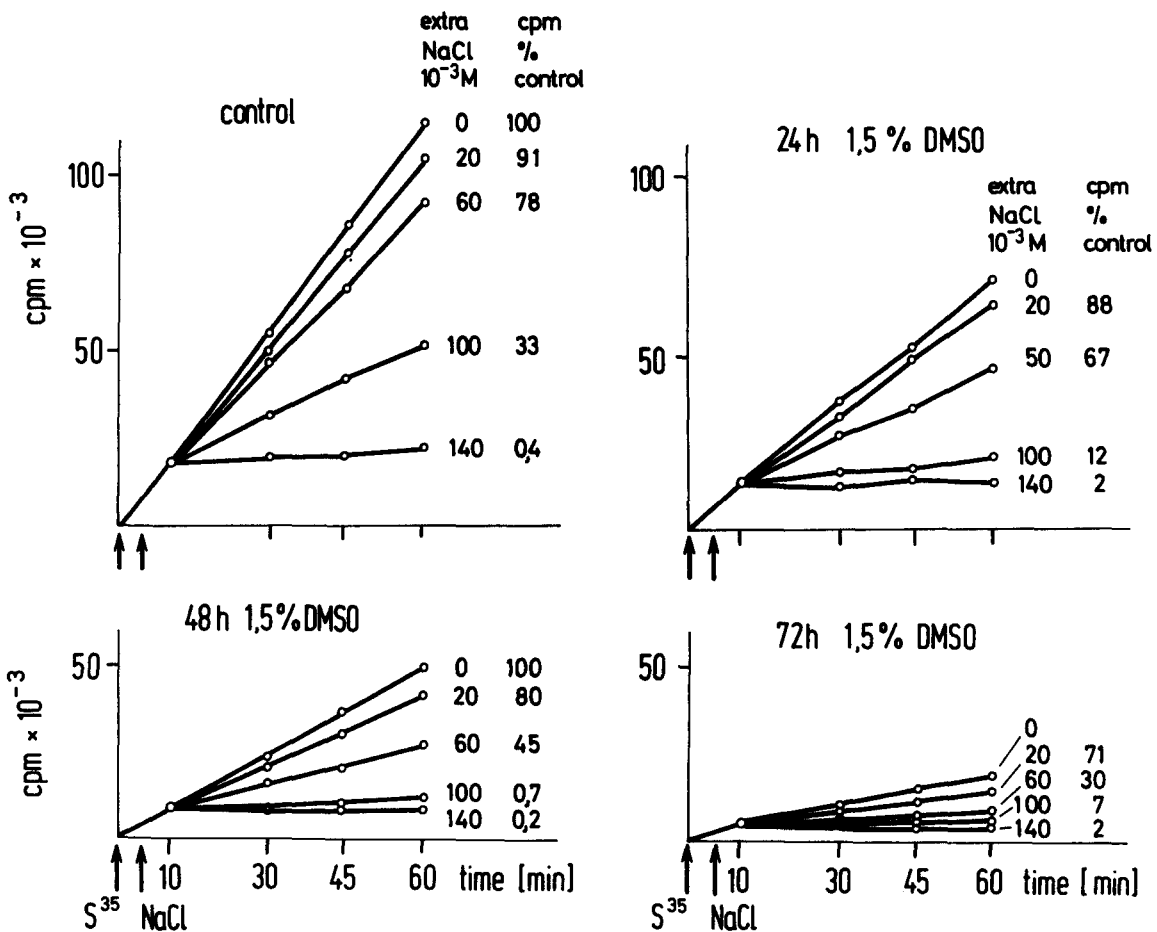 control
extra cpm
NaCl %
10⁻³M control
0 100
20 91
60 78
100 33
140 0,4
cpm × 10⁻³
100
50
24h 1,5% DMSO
extra cpm
NaCl %
10⁻³M control
0
20 88
50 67
100 12
140 2
100
50
48h 1,5% DMSO
0 100
20 80
60 45
100 0,7
140 0,2
cpm × 10⁻³
50
10 30 45 60 time [min]
S³⁵ NaCl
72h 1,5% DMSO
0
20 71
60 30
100 7
140 2
50
10 30 45 60 time [min]
S³⁵ NaCl